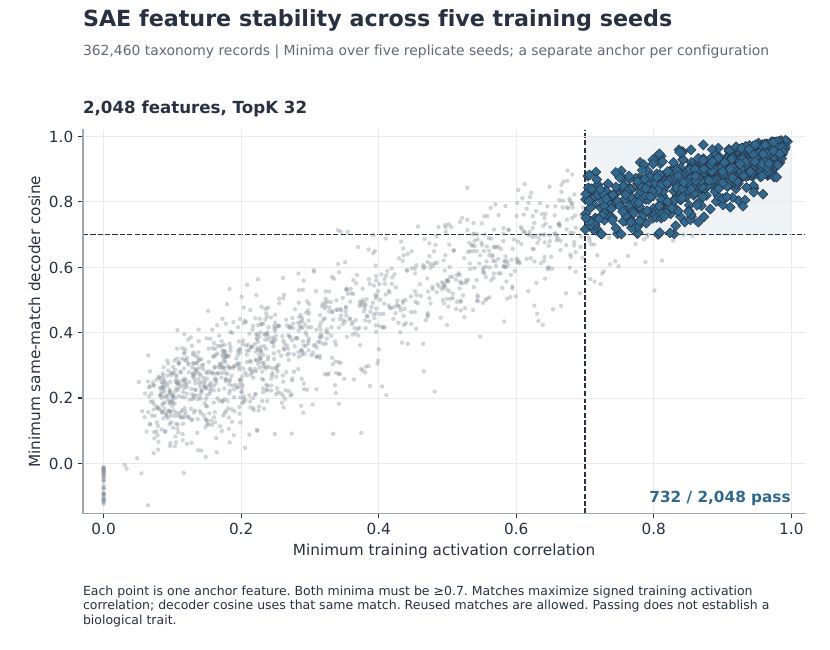 SAE feature stability across five training seeds
362,460 taxonomy records | Minima over five replicate seeds; a separate anchor per configuration
2,048 features, TopK 32
1.0
0.8
0.6
0.4
0.2
0.0
Minimum same-match decoder cosine
732 / 2,048 pass
0.0 0.2 0.4 0.6 0.8 1.0
Minimum training activation correlation
Each point is one anchor feature. Both minima must be ≥0.7. Matches maximize signed training activation
correlation; decoder cosine uses that same match. Reused matches are allowed. Passing does not establish a
biological trait.